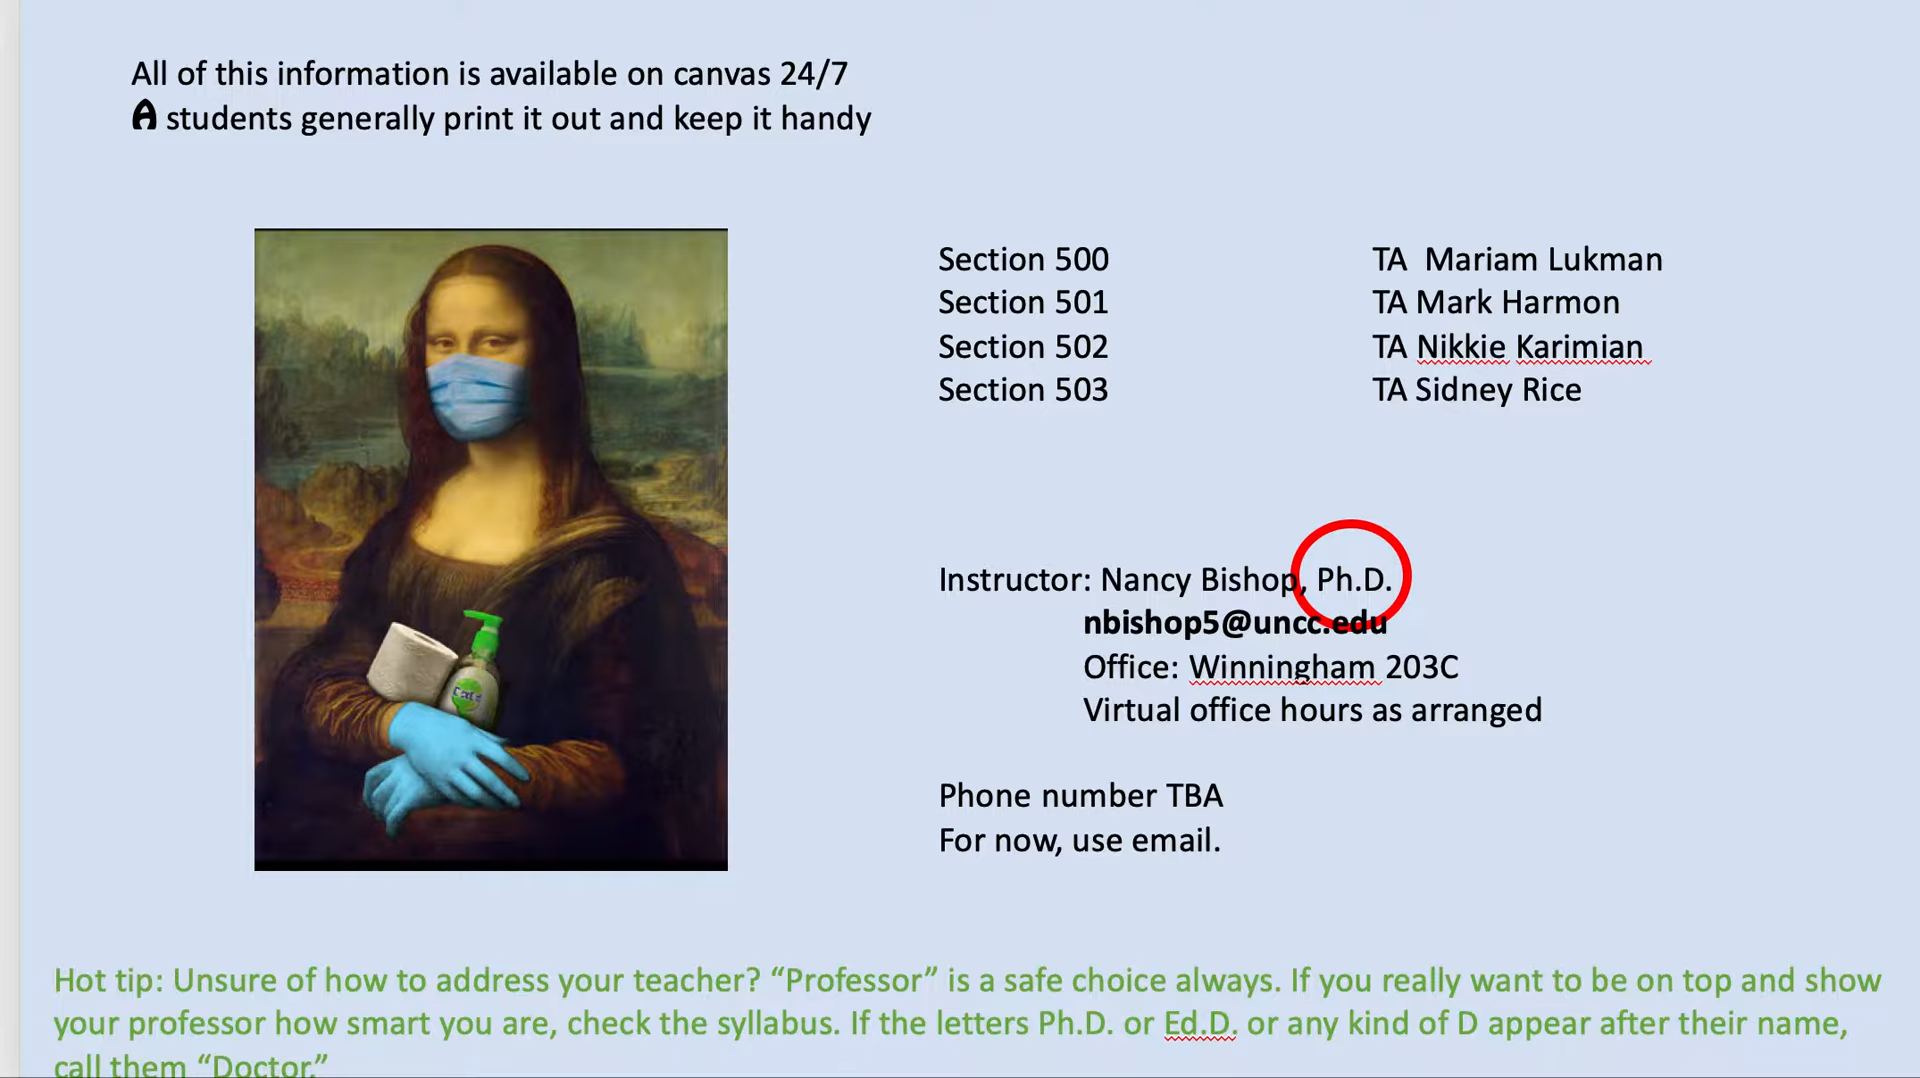 All of this information is available on canvas 24/7
A students generally print it out and keep it handy
Section 500 TA Mariam Lukman
Section 501 TA Mark Harmon
Section 502 TA Nikkie Karimian
Section 503 TA Sidney Rice
Instructor: Nancy Bishop, Ph.D.
nbishop5@uncc.edu
Office: Winningham 203C
Virtual office hours as arranged
Phone number TBA
For now, use email.
Hot tip: Unsure of how to address your teacher? “Professor” is a safe choice always. If you really want to be on top and show
your professor how smart you are, check the syllabus. If the letters Ph.D. or Ed.D. or any kind of D appear after their name,
call them “Doctor.”